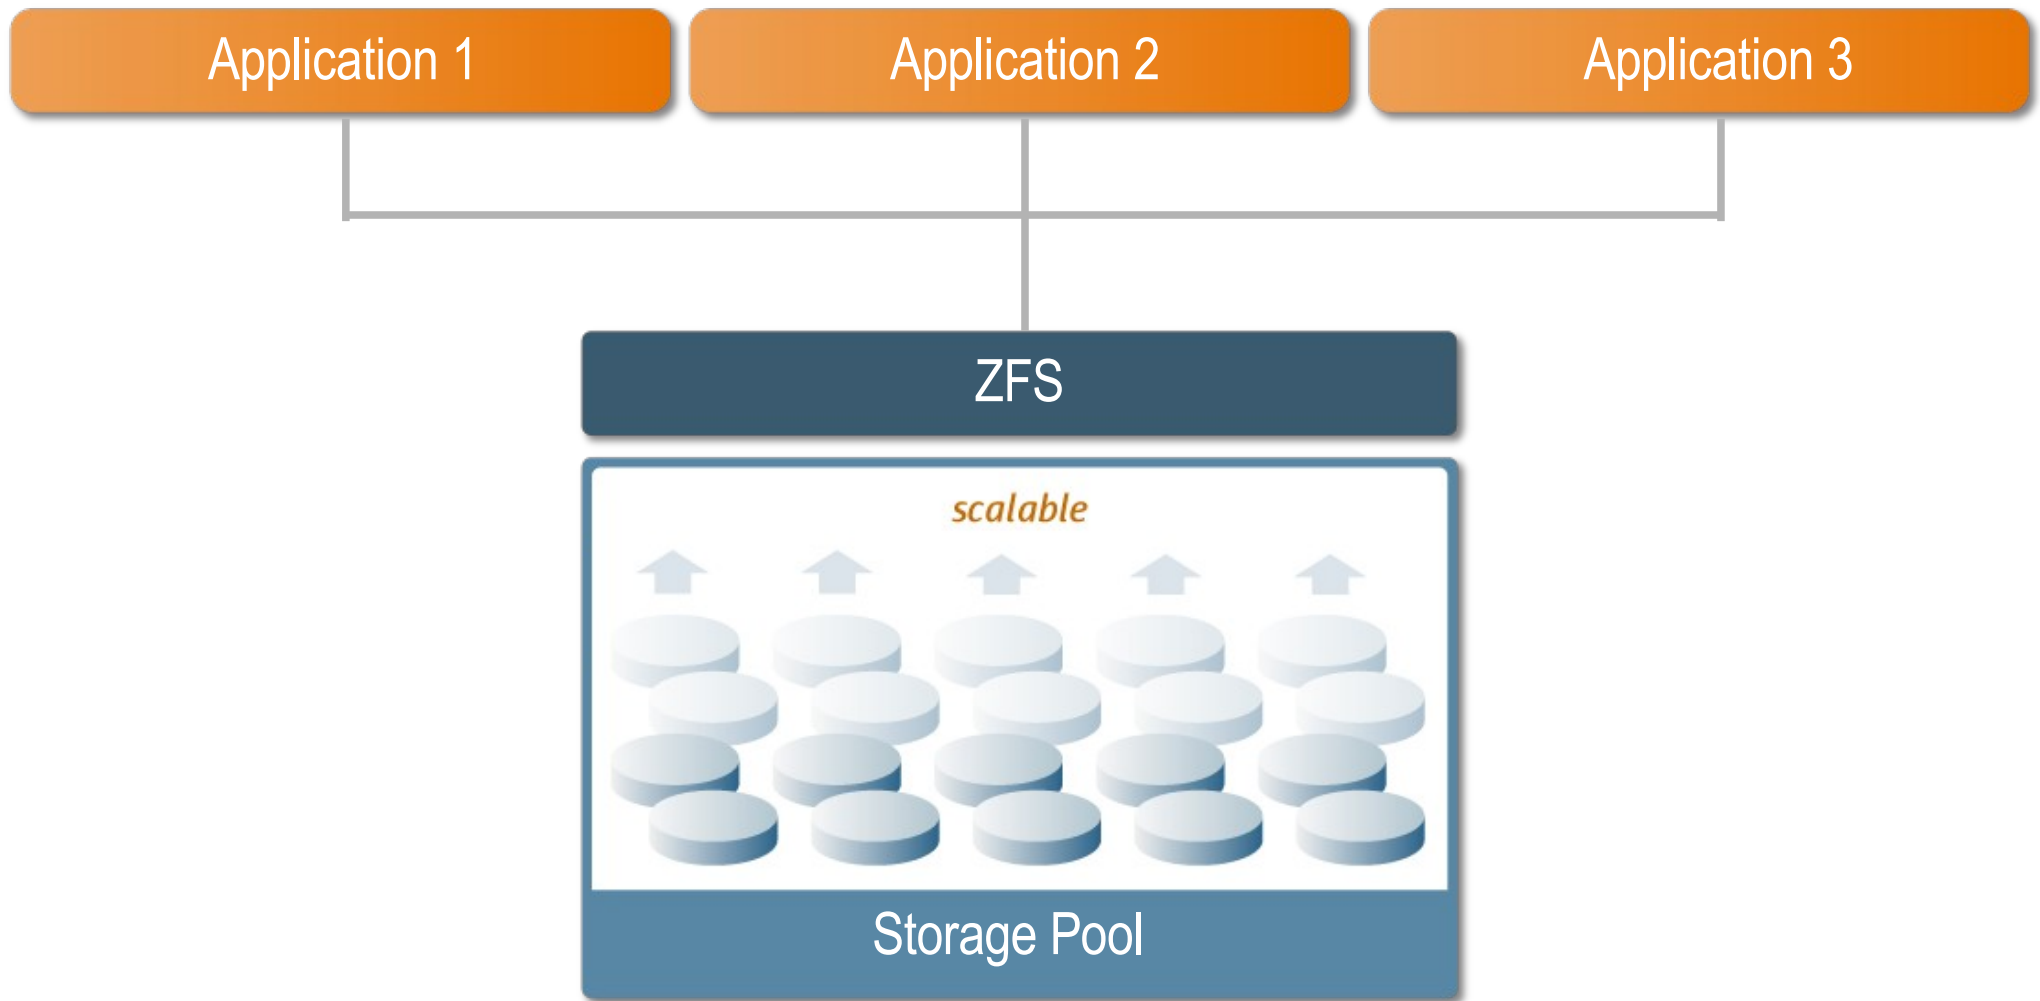 Application 1
Application 2
Application 3
ZFS
scalable
Storage Pool